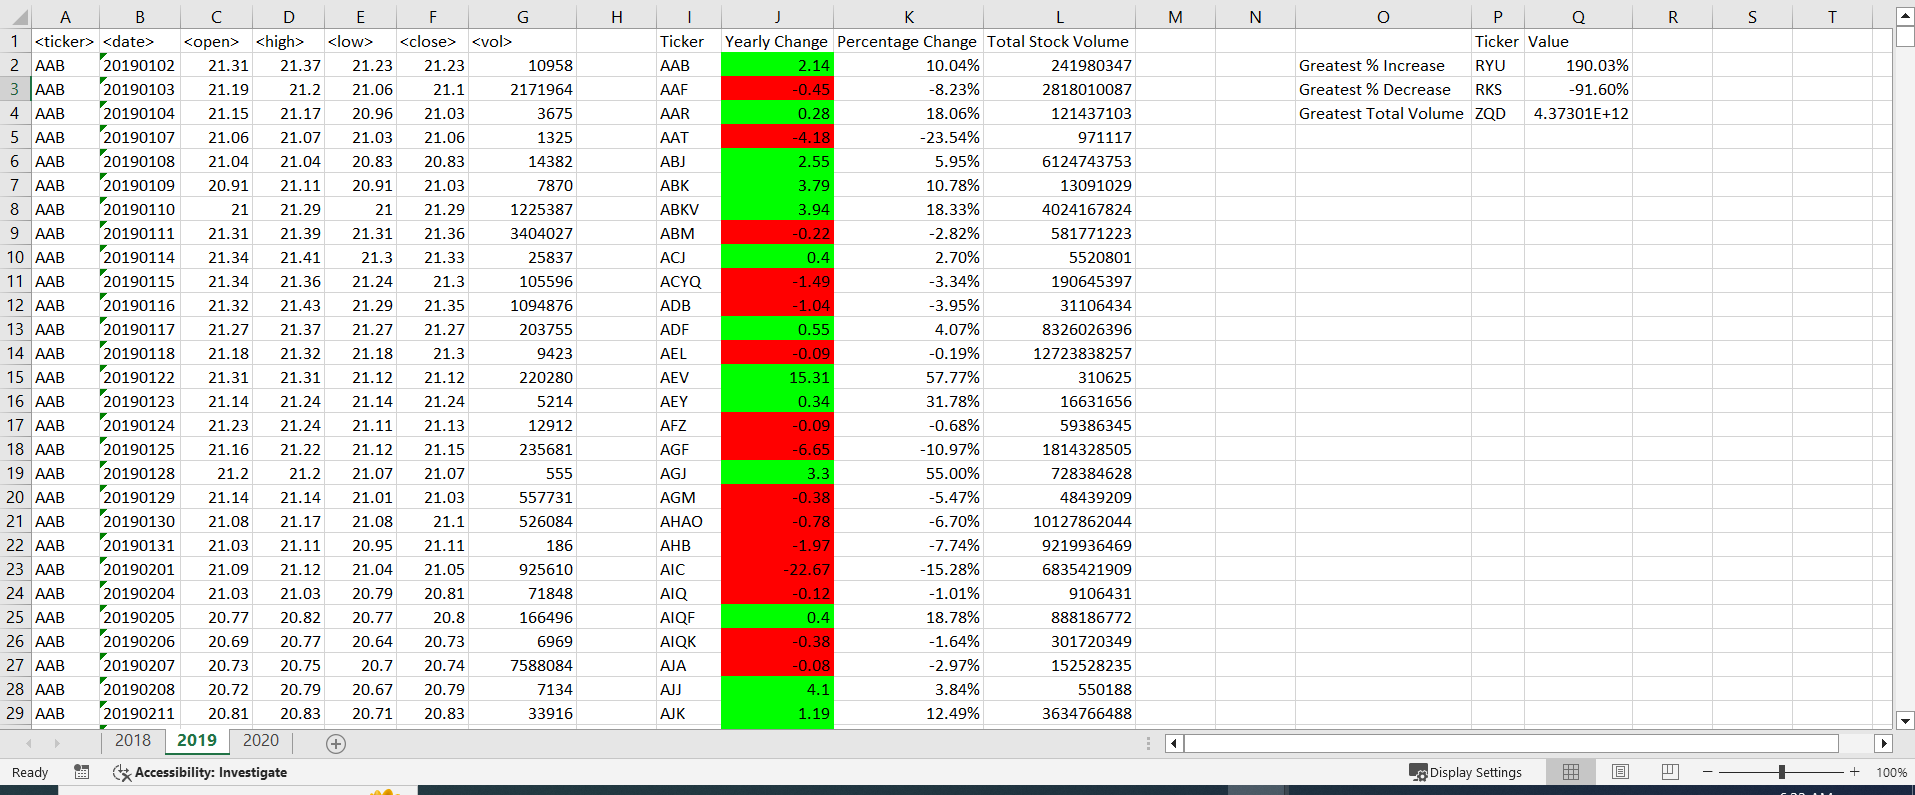 A B C D E F G H I J K L M N O P Q R S T
1 <ticker> <date> <open> <high> <low> <close> <vol> Ticker Yearly Change Percentage Change Total Stock Volume Ticker Value
2 AAB 20190102 21.31 21.37 21.23 21.23 10958 AAB 2.14 10.04% 241980347 Greatest % Increase RYU 190.03%
3 AAB 20190103 21.19 21.2 21.06 21.1 2171964 AAF -0.45 -8.23% 2818010087 Greatest % Decrease RKS -91.60%
4 AAB 20190104 21.15 21.17 20.96 21.03 3675 AAR 0.28 18.06% 121437103 Greatest Total Volume ZQD 4.37301E+12
5 AAB 20190107 21.06 21.07 21.03 21.06 1325 AAT -4.18 -23.54% 971117
6 AAB 20190108 21.04 21.04 20.83 20.83 14382 ABJ 2.55 5.95% 6124743753
7 AAB 20190109 20.91 21.11 20.91 21.03 7870 ABK 3.79 10.78% 13091029
8 AAB 20190110 21 21.29 21 21.29 1225387 ABKV 3.94 18.33% 4024167824
9 AAB 20190111 21.31 21.39 21.31 21.36 3404027 ABM -0.22 -2.82% 581771223
10 AAB 20190114 21.34 21.41 21.3 21.33 25837 ACJ 0.4 2.70% 5520801
11 AAB 20190115 21.34 21.36 21.24 21.3 105596 ACYQ -1.49 -3.34% 190645397
12 AAB 20190116 21.32 21.43 21.29 21.35 1094876 ADB -1.04 -3.95% 31106434
13 AAB 20190117 21.27 21.37 21.27 21.27 203755 ADF 0.55 4.07% 8326026396
14 AAB 20190118 21.18 21.32 21.18 21.3 9423 AEL -0.09 -0.19% 12723838257
15 AAB 20190122 21.31 21.31 21.12 21.12 220280 AEV 15.31 57.77% 310625
16 AAB 20190123 21.14 21.24 21.14 21.24 5214 AEY 0.34 31.78% 16631656
17 AAB 20190124 21.23 21.24 21.11 21.13 12912 AFZ -0.09 -0.68% 59386345
18 AAB 20190125 21.16 21.22 21.12 21.15 235681 AGF -6.65 -10.97% 1814328505
19 AAB 20190128 21.2 21.2 21.07 21.07 555 AGJ 3.3 55.00% 728384628
20 AAB 20190129 21.14 21.14 21.01 21.03 557731 AGM -0.38 -5.47% 48439209
21 AAB 20190130 21.08 21.17 21.08 21.1 526084 AHAO -0.78 -6.70% 10127862044
22 AAB 20190131 21.03 21.11 20.95 21.11 186 AHB -1.97 -7.74% 9219936469
23 AAB 20190201 21.09 21.12 21.04 21.05 925610 AIC -22.67 -15.28% 6835421909
24 AAB 20190204 21.03 21.03 20.79 20.81 71848 AIQ -0.12 -1.01% 9106431
25 AAB 20190205 20.77 20.82 20.77 20.8 166496 AIQF 0.4 18.78% 888186772
26 AAB 20190206 20.69 20.77 20.64 20.73 6969 AIQK -0.38 -1.64% 301720349
27 AAB 20190207 20.73 20.75 20.7 20.74 7588084 AJA -0.08 -2.97% 152528235
28 AAB 20190208 20.72 20.79 20.67 20.79 7134 AJJ 4.1 3.84% 550188
29 AAB 20190211 20.81 20.83 20.71 20.83 33916 AJK 1.19 12.49% 3634766488
2018 2019 2020
Ready Accessibility: Investigate Display Settings 100%